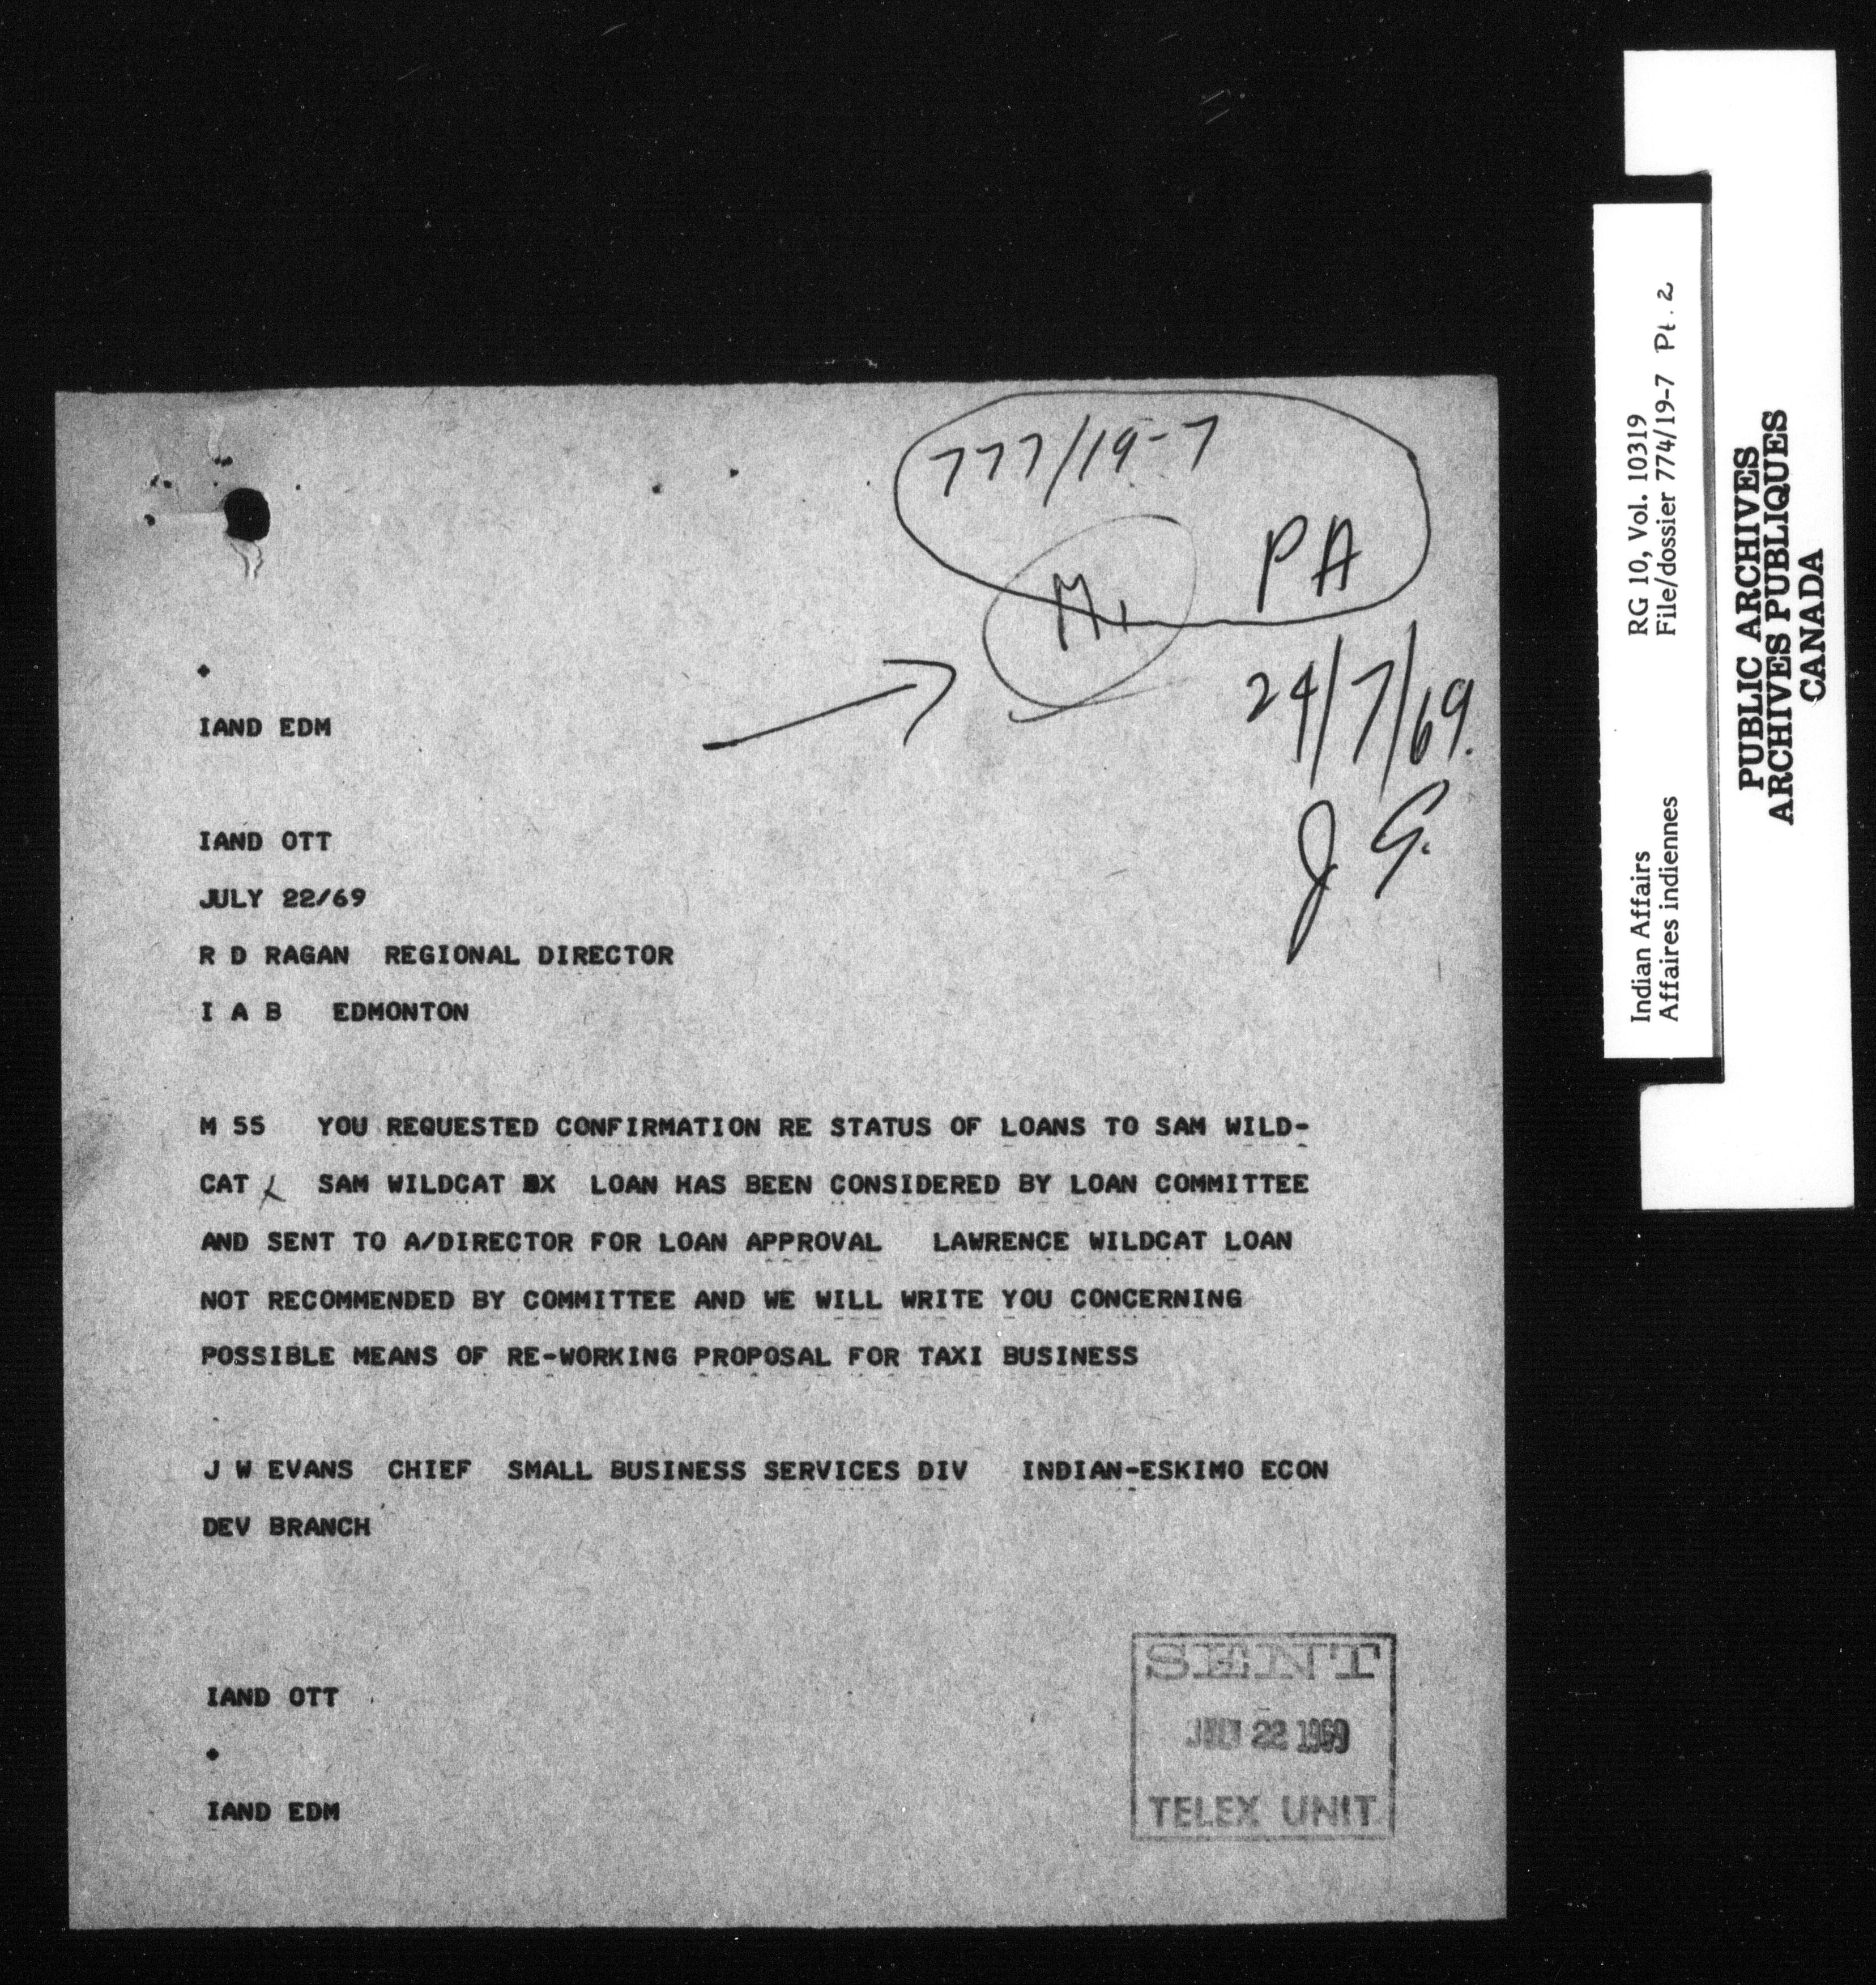 777/19-7
PA
M1
24/7/69.
J G.
IAND EDM
IAND OTT
JULY 22/69
R D RAGAN REGIONAL DIRECTOR
I A B EDMONTON
M 55 YOU REQUESTED CONFIRMATION RE STATUS OF LOANS TO SAM WILD-
CAT SAM WILDCAT BX LOAN HAS BEEN CONSIDERED BY LOAN COMMITTEE
AND SENT TO A/DIRECTOR FOR LOAN APPROVAL LAWRENCE WILDCAT LOAN
NOT RECOMMENDED BY COMMITTEE AND WE WILL WRITE YOU CONCERNING
POSSIBLE MEANS OF RE-WORKING PROPOSAL FOR TAXI BUSINESS
J W EVANS CHIEF SMALL BUSINESS SERVICES DIV INDIAN-ESKIMO ECON
DEV BRANCH
IAND OTT
IAND EDM
SENT
22 1969
TELEX UNIT
Indian Affairs RG 10, Vol. 10319
Affaires indiennes File/dossier 774/19-7 Pt. 2
PUBLIC ARCHIVES
ARCHIVES PUBLIQUES
CANADA